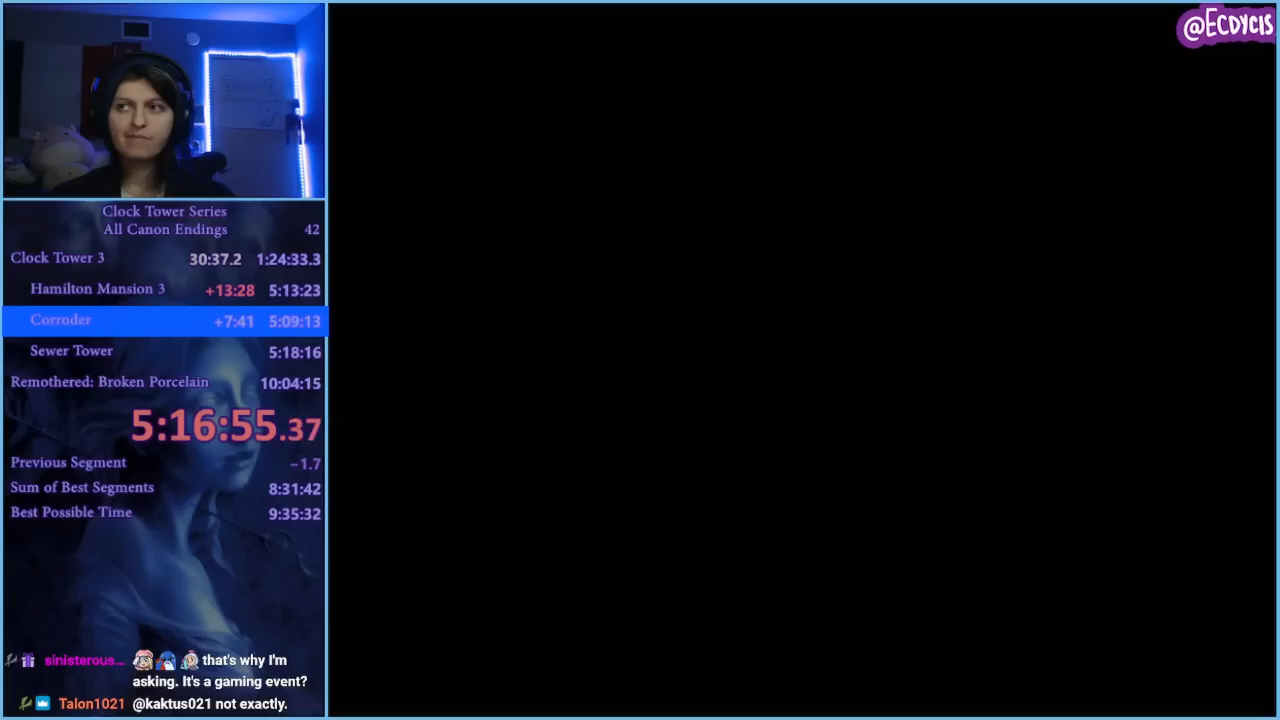 @ECDYCIS
Clock Tower Series
All Canon Endings 42
Clock Tower 3 30:37.2 1:24:33.3
Hamilton Mansion 3 +13:28 5:13:23
Corroder +7:41 5:09:13
Sewer Tower 5:18:16
Remothered: Broken Porcelain 10:04:15
5:16:55.37
Previous Segment −1.7
Sum of Best Segments 8:31:42
Best Possible Time 9:35:32
sinisterous... that's why I'm
asking. It's a gaming event?
Talon1021 @kaktus021 not exactly.